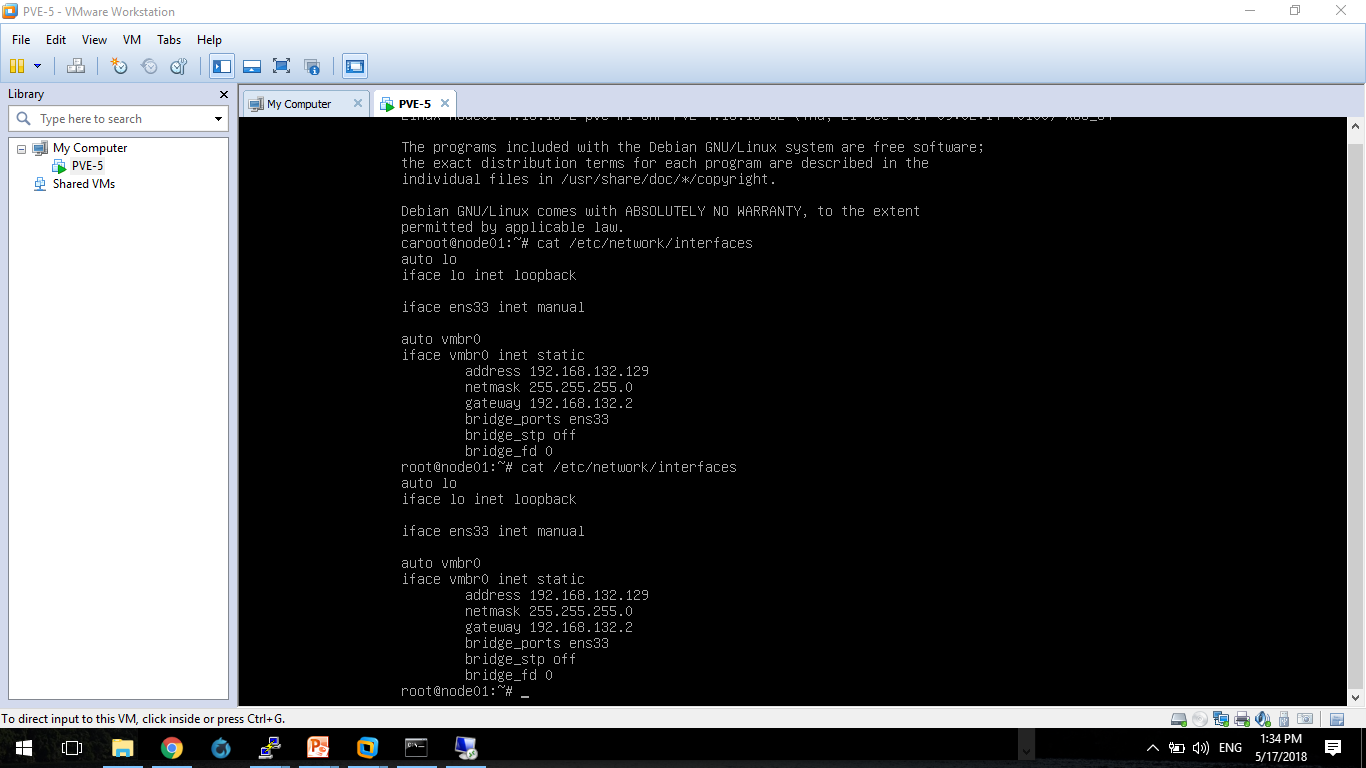 PVE-5 - VMware Workstation
File Edit View VM Tabs Help
Library
Type here to search
My Computer
PVE-5
Shared VMs
My Computer
PVE-5
The programs included with the Debian GNU/Linux system are free software;
the exact distribution terms for each program are described in the
individual files in /usr/share/doc/*/copyright.
Debian GNU/Linux comes with ABSOLUTELY NO WARRANTY, to the extent
permitted by applicable law.
caroot@node01:~# cat /etc/network/interfaces
auto lo
iface lo inet loopback
iface ens33 inet manual
auto vmbr0
iface vmbr0 inet static
address 192.168.132.129
netmask 255.255.255.0
gateway 192.168.132.2
bridge_ports ens33
bridge_stp off
bridge_fd 0
root@node01:~# cat /etc/network/interfaces
auto lo
iface lo inet loopback
iface ens33 inet manual
auto vmbr0
iface vmbr0 inet static
address 192.168.132.129
netmask 255.255.255.0
gateway 192.168.132.2
bridge_ports ens33
bridge_stp off
bridge_fd 0
root@node01:~# _
To direct input to this VM, click inside or press Ctrl+G.
ENG
1:34 PM
5/17/2018